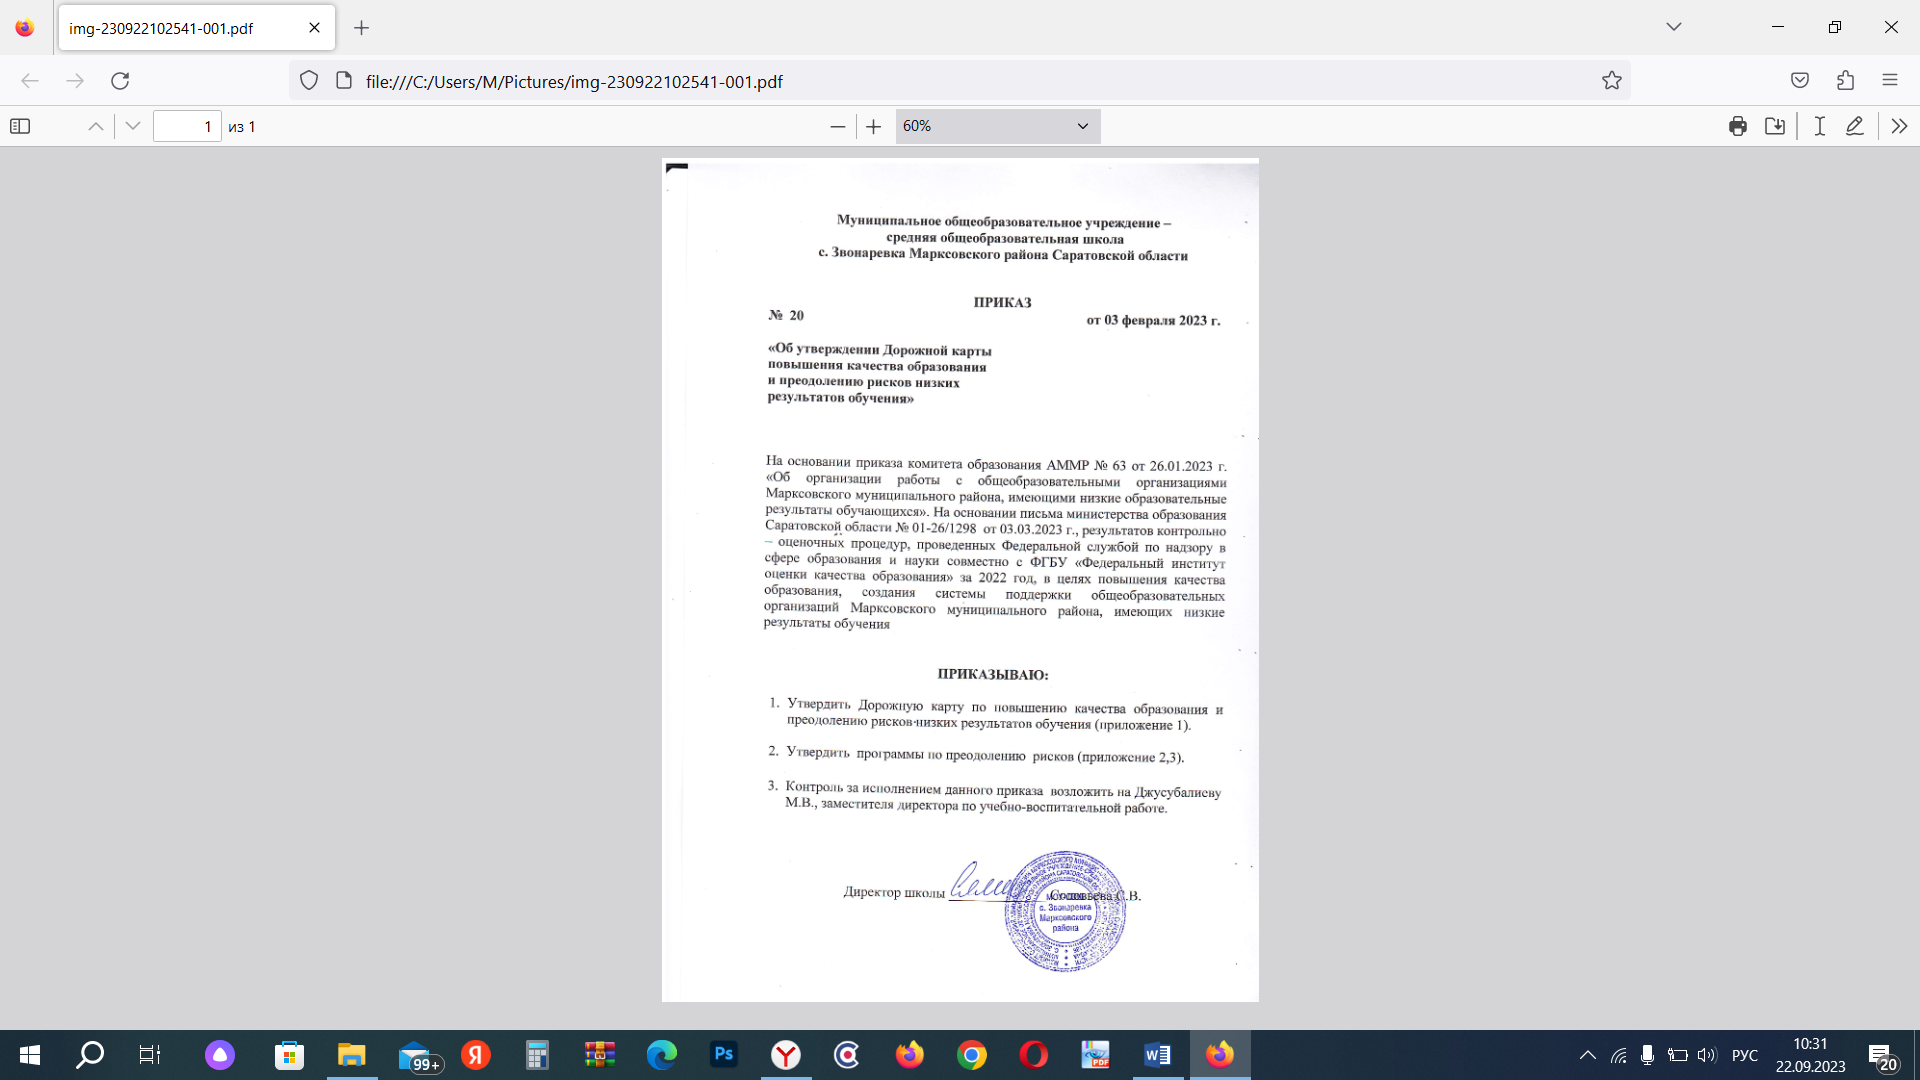 img-230922102541-001.pdf
file:///C:/Users/M/Pictures/img-230922102541-001.pdf
1 из 1
60%
Муниципальное общеобразовательное учреждение –
средняя общеобразовательная школа
с. Звонаревка Марксовского района Саратовской области
ПРИКАЗ
№ 20
от 03 февраля 2023 г.
«Об утверждении Дорожной карты
повышения качества образования
и преодолению рисков низких
результатов обучения»
На основании приказа комитета образования АММР № 63 от 26.01.2023 г.
«Об организации работы с общеобразовательными организациями
Марксовского муниципального района, имеющими низкие образовательные
результаты обучающихся». На основании письма министерства образования
Саратовской области № 01-26/1298 от 03.03.2023 г., результатов контрольно
– оценочных процедур, проведенных Федеральной службой по надзору в
сфере образования и науки совместно с ФГБУ «Федеральный институт
оценки качества образования» за 2022 год, в целях повышения качества
образования, создания системы поддержки общеобразовательных
организаций Марксовского муниципального района, имеющих низкие
результаты обучения
ПРИКАЗЫВАЮ:
1. Утвердить Дорожную карту по повышению качества образования и
преодолению рисков низких результатов обучения (приложение 1).
2. Утвердить программы по преодолению рисков (приложение 2,3).
3. Контроль за исполнением данного приказа возложить на Джусубалиеву
М.В., заместителя директора по учебно-воспитательной работе.
Директор школы Соловьева С.В.
с. Звонаревка
Марксовского
района
99+
Ps
PDF
РУС
10:31
22.09.2023
20